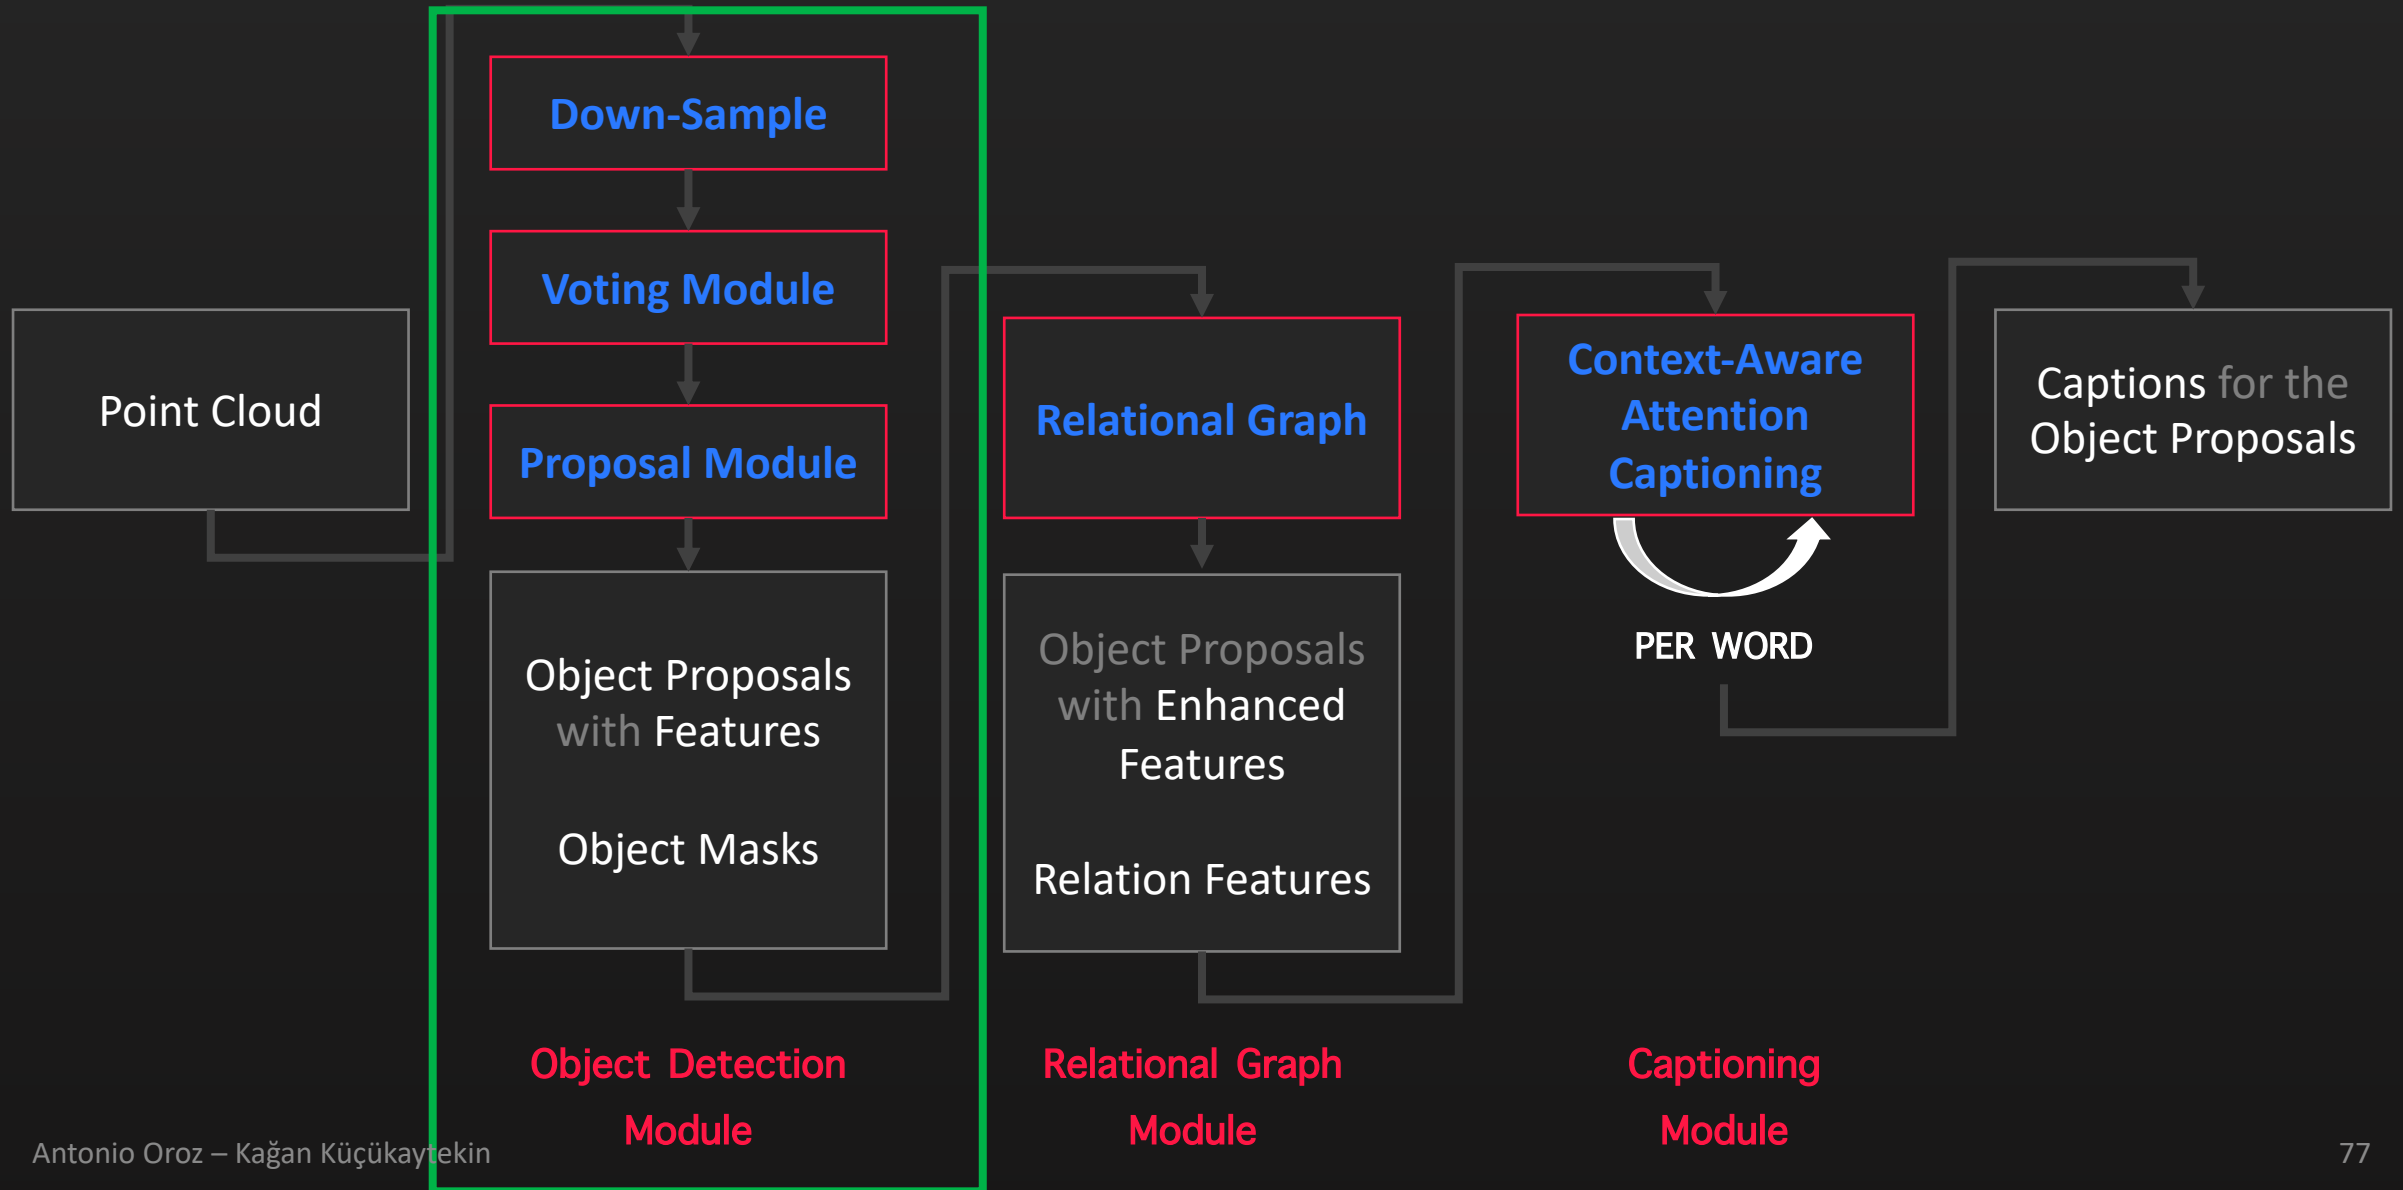 Point Cloud
Down-Sample
Voting Module
Proposal Module
Object Proposals
with Features
Object Masks
Object Detection
Module
Relational Graph
Object Proposals
with Enhanced
Features
Relation Features
Relational Graph
Module
Context-Aware
Attention
Captioning
PER WORD
Captioning
Module
Captions for the
Object Proposals
Antonio Oroz – Kağan Küçükaytekin
77